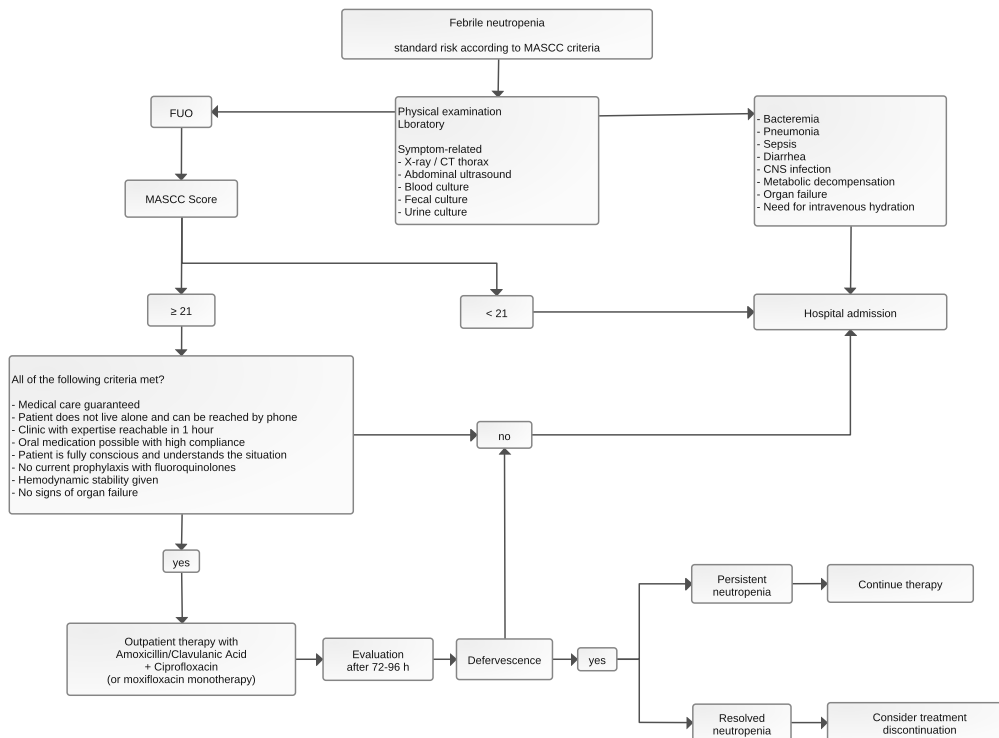 Febrile neutropenia
standard risk according to MASCC criteria
FUO
Physical examination
Lboratory
Symptom-related
- X-ray / CT thorax
- Abdominal ultrasound
- Blood culture
- Fecal culture
- Urine culture
- Bacteremia
- Pneumonia
- Sepsis
- Diarrhea
- CNS infection
- Metabolic decompensation
- Organ failure
- Need for intravenous hydration
MASCC Score
≥ 21
< 21
Hospital admission
All of the following criteria met?
- Medical care guaranteed
- Patient does not live alone and can be reached by phone
- Clinic with expertise reachable in 1 hour
- Oral medication possible with high compliance
- Patient is fully conscious and understands the situation
- No current prophylaxis with fluoroquinolones
- Hemodynamic stability given
- No signs of organ failure
no
yes
Outpatient therapy with
Amoxicillin/Clavulanic Acid
+ Ciprofloxacin
(or moxifloxacin monotherapy)
Evaluation
after 72-96 h
Defervescence
yes
Persistent
neutropenia
Continue therapy
Resolved
neutropenia
Consider treatment
discontinuation